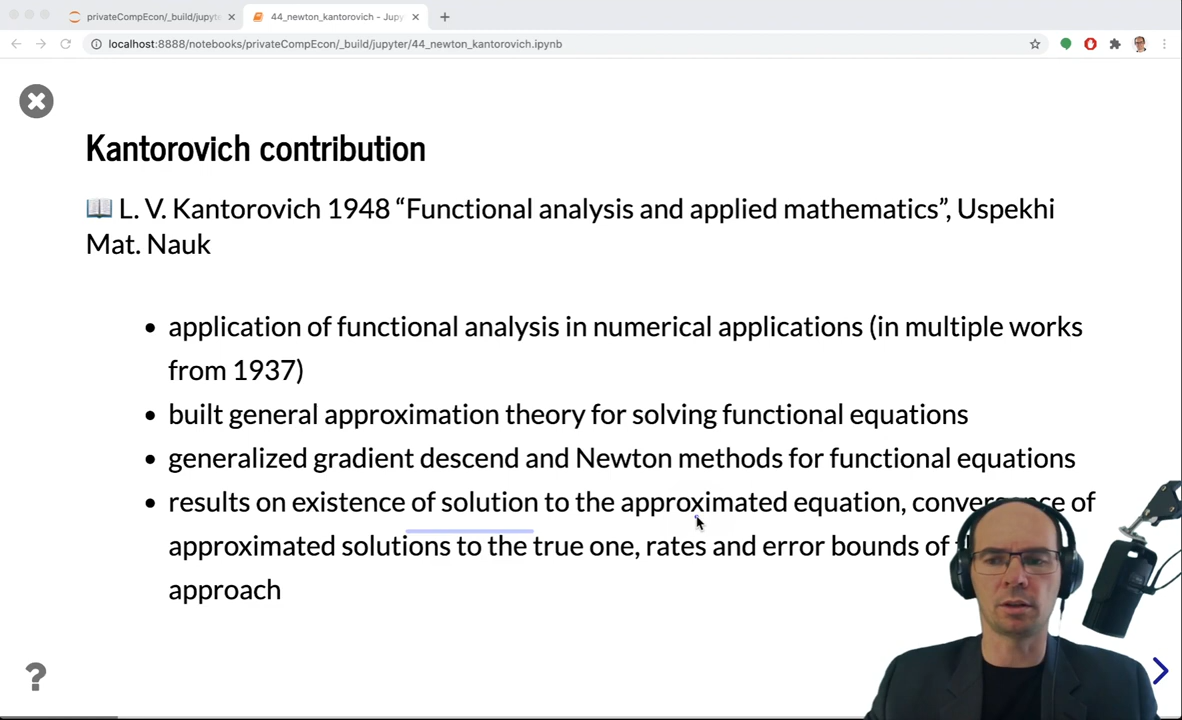 privateCompEcon/_build/jupyte
44_newton_kantorovich - Jupy
localhost:8888/notebooks/privateCompEcon/_build/jupyter/44_newton_kantorovich.ipynb
Kantorovich contribution
L. V. Kantorovich 1948 “Functional analysis and applied mathematics”, Uspekhi
Mat. Nauk
• application of functional analysis in numerical applications (in multiple works
from 1937)
• built general approximation theory for solving functional equations
• generalized gradient descend and Newton methods for functional equations
• results on existence of solution to the approximated equation, of
approximated solutions to the true one, rates and error bounds of
approach
?